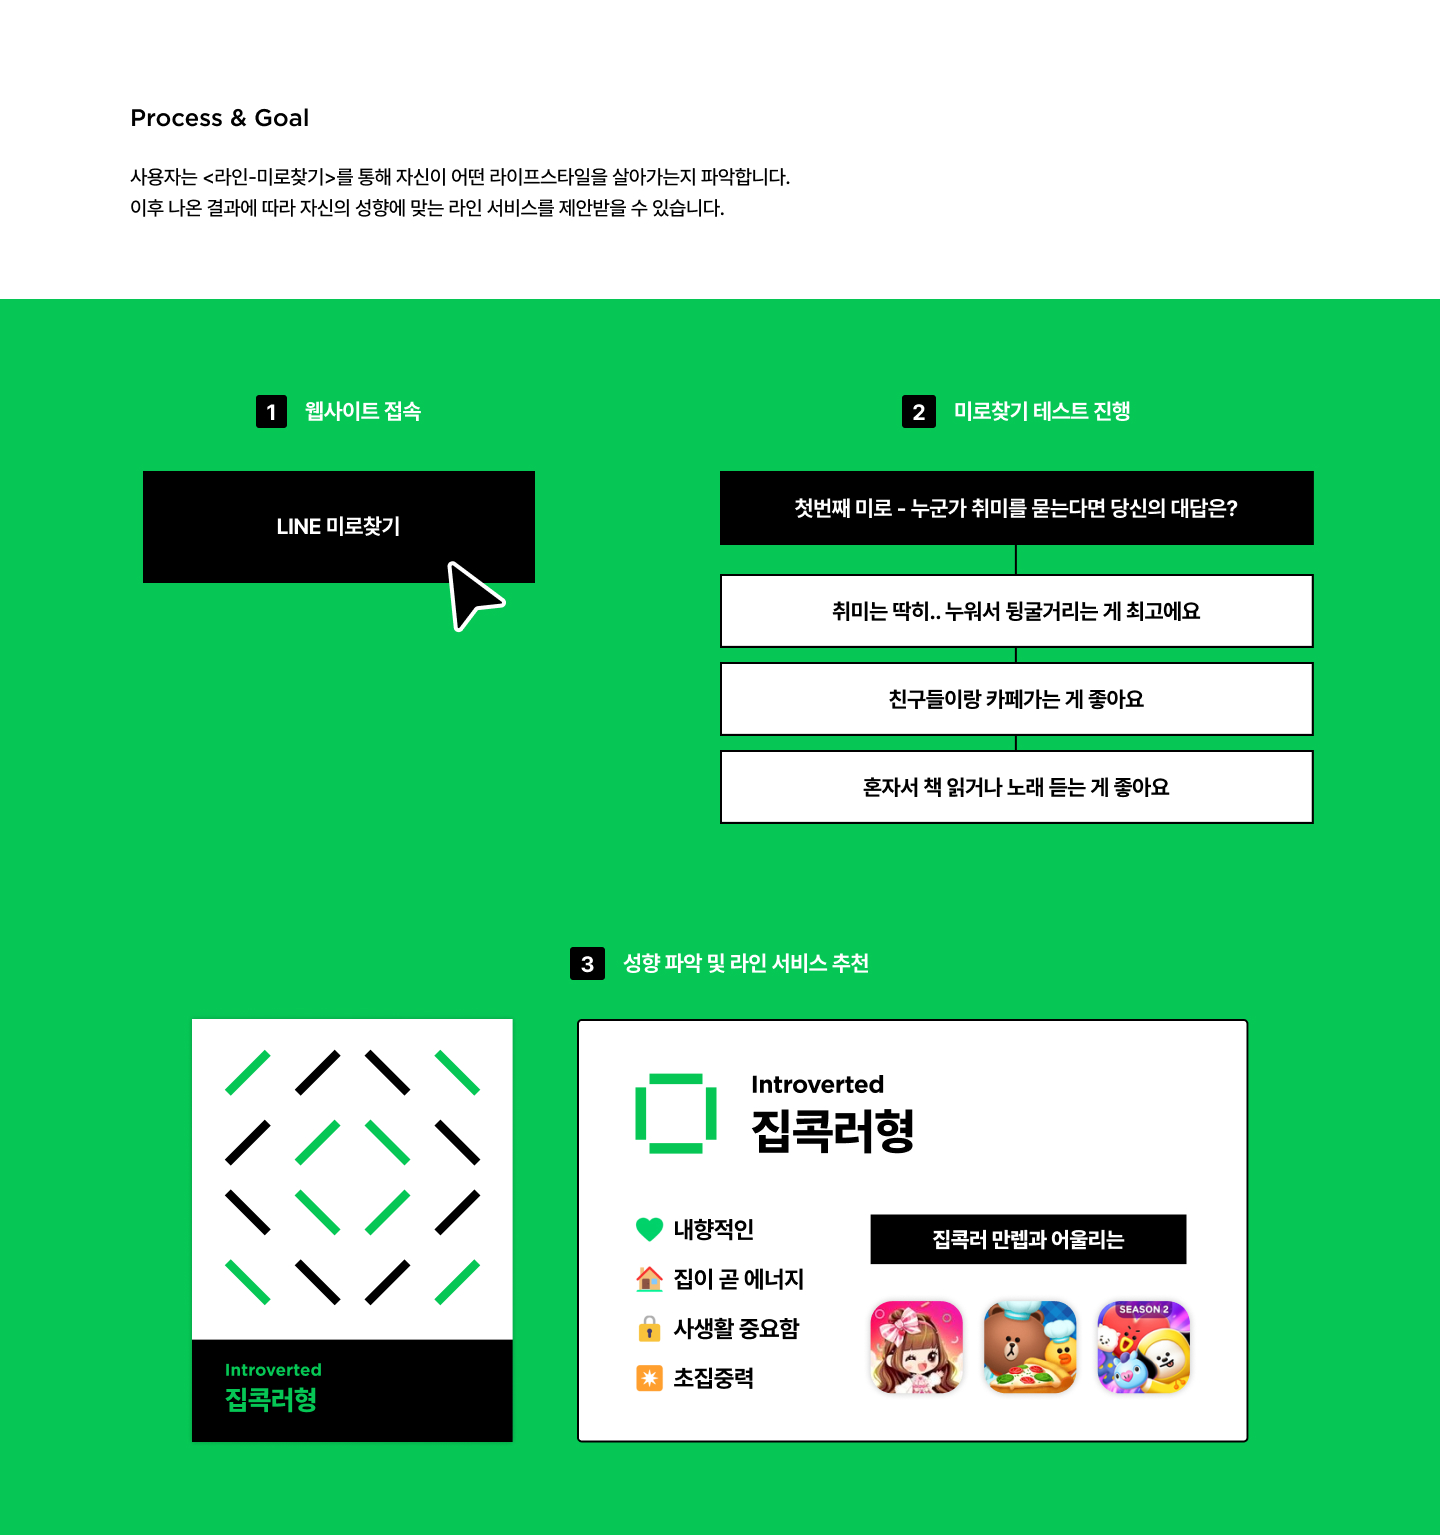 Process & Goal
사용자는 <라인-미로찾기>를 통해 자신이 어떤 라이프스타일을 살아가는지 파악합니다.
이후 나온 결과에 따라 자신의 성향에 맞는 라인 서비스를 제안받을 수 있습니다.
1 웹사이트 접속
LINE 미로찾기
2 미로찾기 테스트 진행
첫번째 미로 - 누군가 취미를 묻는다면 당신의 대답은?
취미는 딱히.. 누워서 뒹굴거리는 게 최고에요
친구들이랑 카페가는 게 좋아요
혼자서 책 읽거나 노래 듣는 게 좋아요
3 성향 파악 및 라인 서비스 추천
Introverted
집콕러형
Introverted
집콕러형
내향적인
집이 곧 에너지
사생활 중요함
초집중력
집콕러 만렙과 어울리는
SEASON 2